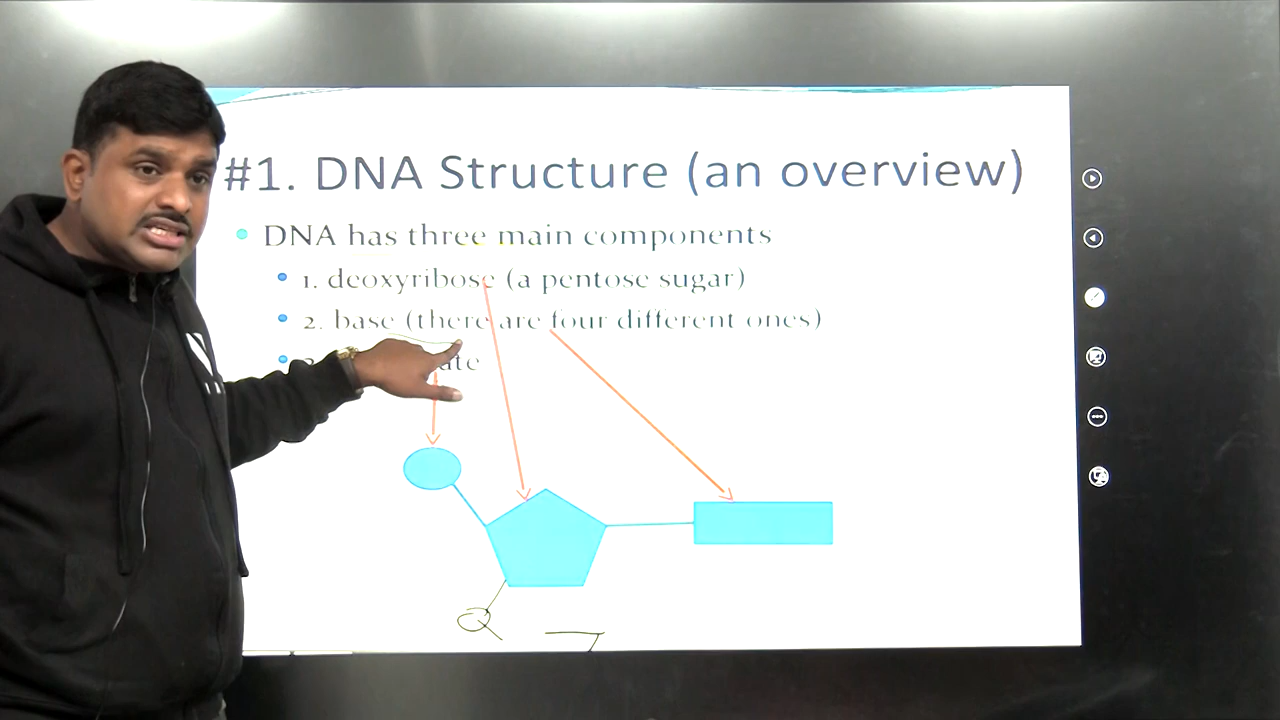 #1. DNA Structure (an overview)
DNA has three main components
1. deoxyribose (a pentose sugar)
2. base (there are four different ones)